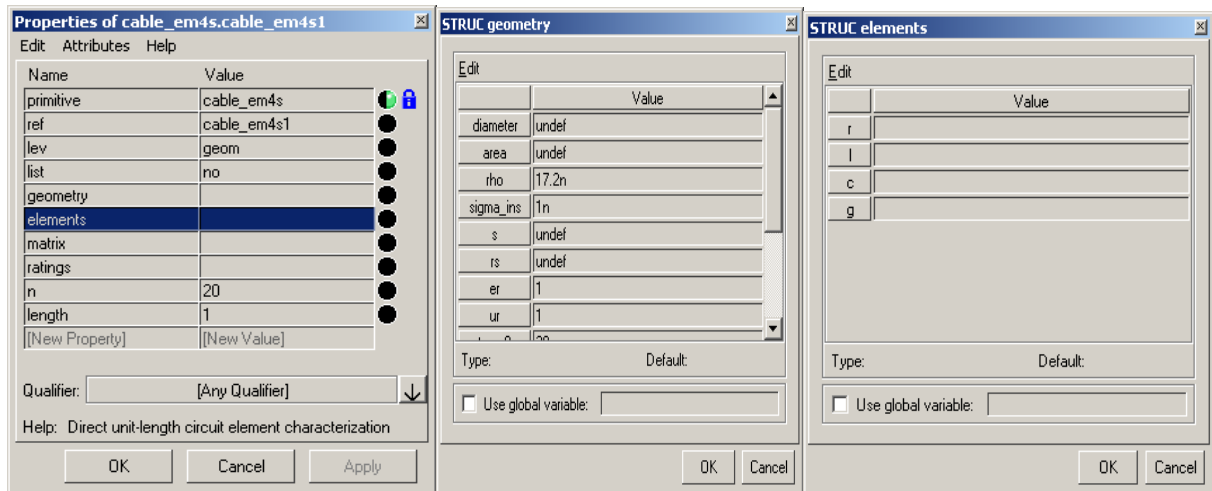 Properties of cable_em4s.cable_em4s1
Edit Attributes Help
Name Value
primitive cable_em4s
ref cable_em4s1
lev geom
list no
geometry
elements
matrix
ratings
n 20
length 1
[New Property] [New Value]
Qualifier: [Any Qualifier]
Help: Direct unit-length circuit element characterization
OK Cancel Apply
STRUC geometry
Edit
Value
diameter undef
area undef
rho 17.2n
sigma_ins 1n
s undef
rs undef
er 1
ur 1
Type: Default:
Use global variable:
OK Cancel
STRUC elements
Edit
Value
r
l
c
g
Type: Default:
Use global variable:
OK Cancel